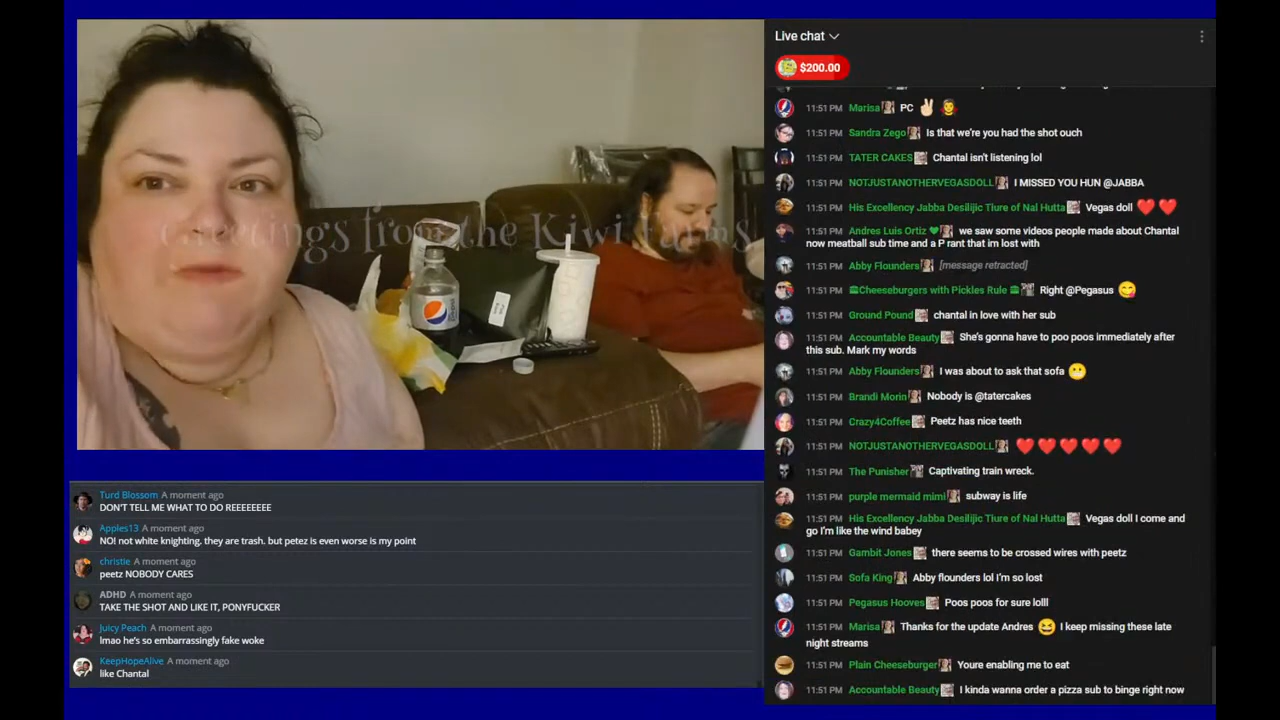 Greetings from the Kiwi Farms
Live chat
$200.00
11:51 PM Marisa PC
11:51 PM Sandra Zego Is that we're you had the shot ouch
11:51 PM TATER CAKES Chantal isn't listening lol
11:51 PM NOTJUSTANOTHERVEGASDOLL I MISSED YOU HUN @JABBA
11:51 PM His Excellency Jabba Desilijic Tiure of Nal Hutta Vegas doll ❤️ ❤️
11:51 PM Andres Luis Ortiz 💚 we saw some videos people made about Chantal
now meatball sub time and a P rant that im lost with
11:51 PM Abby Flounders [message retracted]
11:51 PM Cheeseburgers with Pickles Rule Right @Pegasus 😋
11:51 PM Ground Pound chantal in love with her sub
11:51 PM Accountable Beauty She's gonna have to poo poos immediately after
this sub. Mark my words
11:51 PM Abby Flounders I was about to ask that sofa 😬
11:51 PM Brandi Morin Nobody is @tatercakes
11:51 PM Crazy4Coffee Peetz has nice teeth
11:51 PM NOTJUSTANOTHERVEGASDOLL ❤️❤️❤️❤️❤️
11:51 PM The Punisher Captivating train wreck.
11:51 PM purple mermaid mimi subway is life
11:51 PM His Excellency Jabba Desilijic Tiure of Nal Hutta Vegas doll I come and
go I'm like the wind babey
11:51 PM Gambit Jones there seems to be crossed wires with peetz
11:51 PM Sofa King Abby flounders lol I'm so lost
11:51 PM Pegasus Hooves Poos poos for sure lolll
11:51 PM Marisa Thanks for the update Andres 😆 I keep missing these late
night streams
11:51 PM Plain Cheeseburger Youre enabling me to eat
11:51 PM Accountable Beauty I kinda wanna order a pizza sub to binge right now
Turd Blossom A moment ago
DON'T TELL ME WHAT TO DO REEEEEEEE
Apples13 A moment ago
NO! not white knighting. they are trash. but petez is even worse is my point
christie A moment ago
peetz NOBODY CARES
ADHD A moment ago
TAKE THE SHOT AND LIKE IT, PONYFUCKER
Juicy Peach A moment ago
lmao he's so embarrassingly fake woke
KeepHopeAlive A moment ago
like Chantal